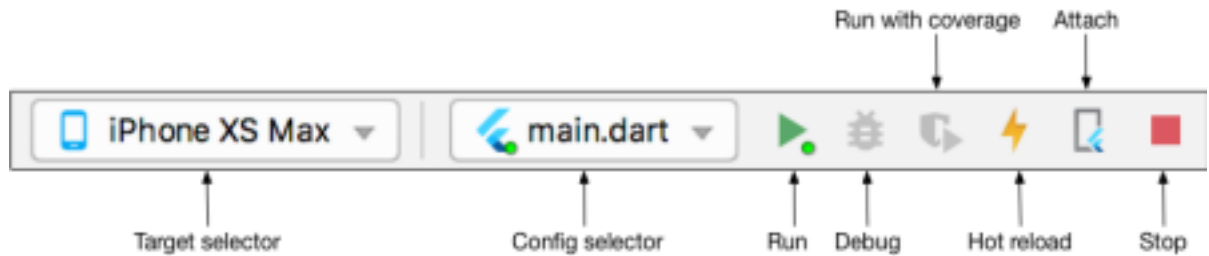 Run with coverage Attach
iPhone XS Max main.dart
Target selector Config selector Run Debug Hot reload Stop